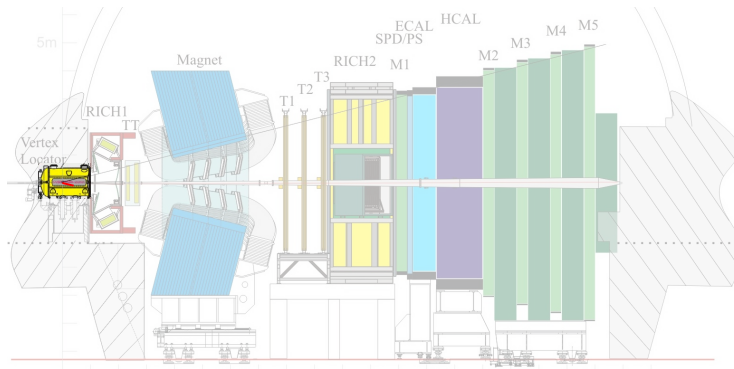 5m
Vertex
Locator
RICH1
TT
Magnet
T1
T2
T3
RICH2
M1
SPD/PS
ECAL
HCAL
M2
M3
M4
M5